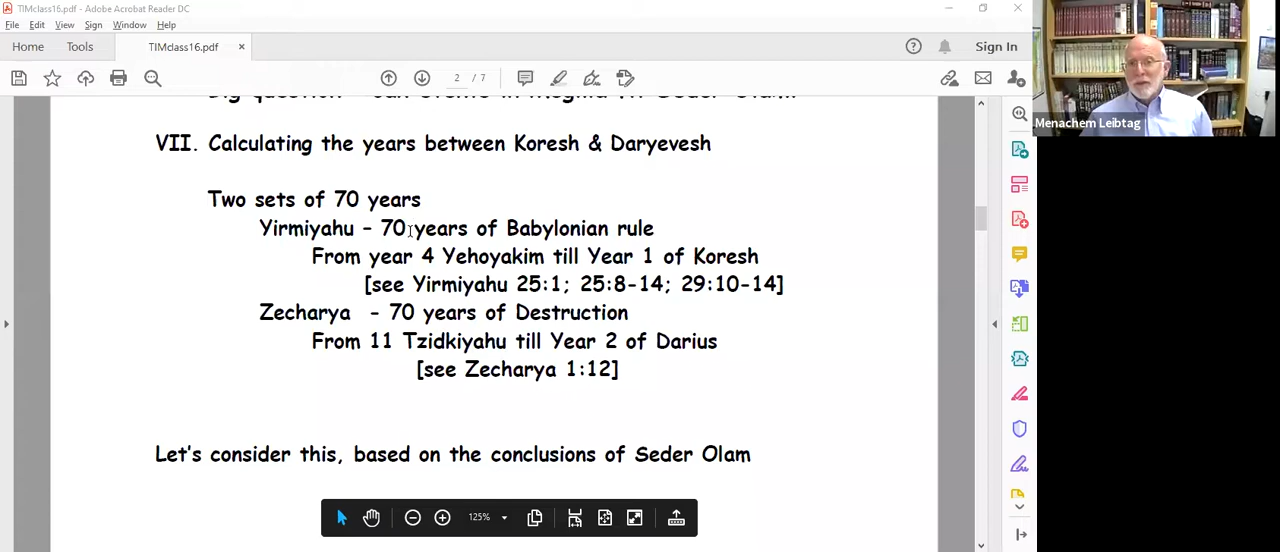 TIMclass16.pdf - Adobe Acrobat Reader DC
File Edit View Sign Window Help
Home Tools TIMclass16.pdf × Sign In
2 / 7
VII. Calculating the years between Koresh & Daryevesh
Two sets of 70 years
Yirmiyahu - 70 years of Babylonian rule
From year 4 Yehoyakim till Year 1 of Koresh
[see Yirmiyahu 25:1; 25:8-14; 29:10-14]
Zecharya - 70 years of Destruction
From 11 Tzidkiyahu till Year 2 of Darius
[see Zecharya 1:12]
Let's consider this, based on the conclusions of Seder Olam
125%
Menachem Leibtag